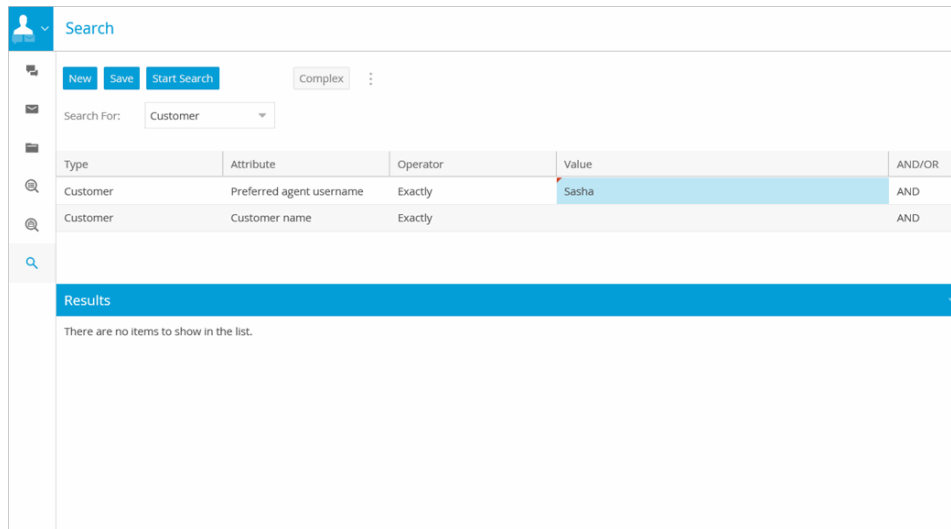 Search
New Save Start Search Complex
Search For: Customer
Type Attribute Operator Value AND/OR
Customer Preferred agent username Exactly Sasha AND
Customer Customer name Exactly AND
Results
There are no items to show in the list.